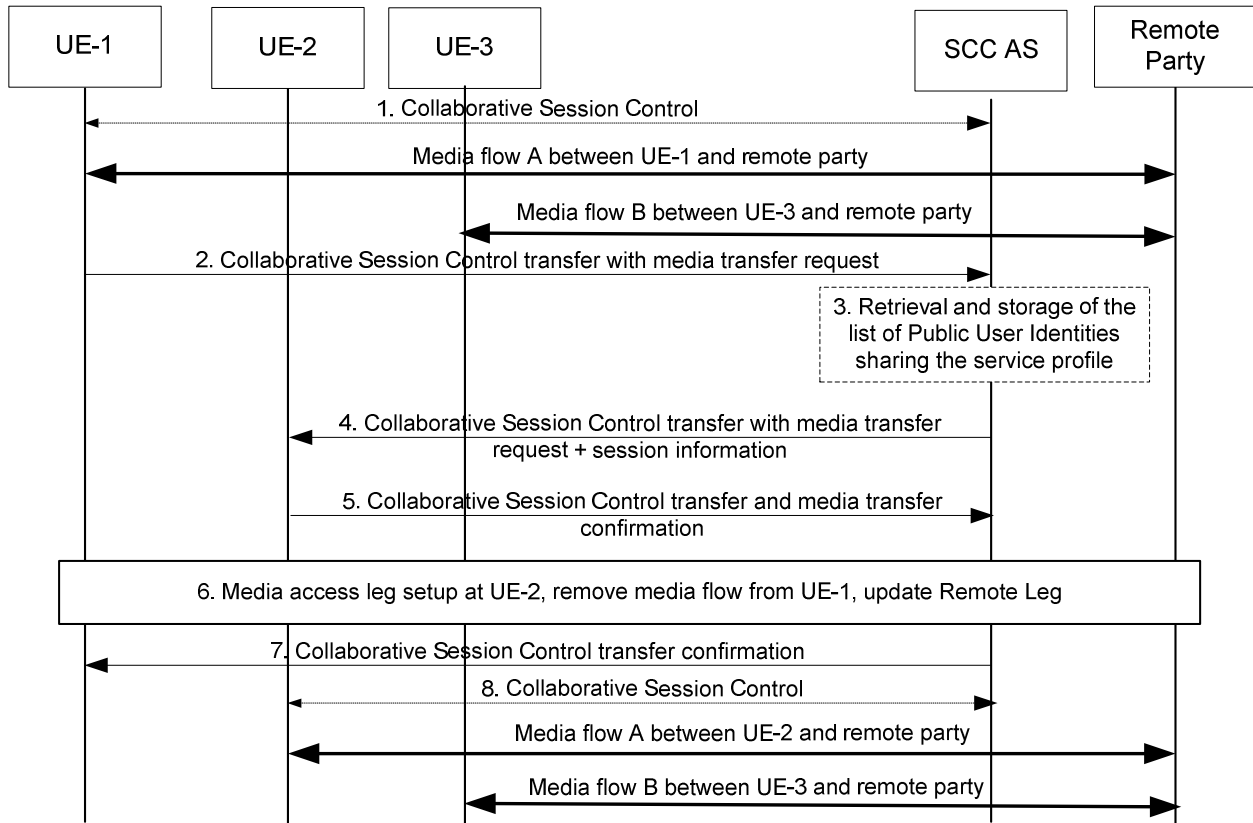 UE-1
UE-2
UE-3
SCC AS
Remote
Party
1. Collaborative Session Control
Media flow A between UE-1 and remote party
Media flow B between UE-3 and remote party
2. Collaborative Session Control transfer with media transfer request
3. Retrieval and storage of the
list of Public User Identities
sharing the service profile
4. Collaborative Session Control transfer with media transfer
request + session information
5. Collaborative Session Control transfer and media transfer
confirmation
6. Media access leg setup at UE-2, remove media flow from UE-1, update Remote Leg
7. Collaborative Session Control transfer confirmation
8. Collaborative Session Control
Media flow A between UE-2 and remote party
Media flow B between UE-3 and remote party